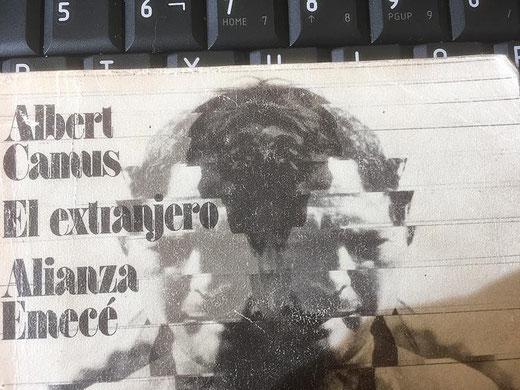 5 6 7 8 9
HOME 7 ↑ 8 PGUP 9
Albert
Camus
El extranjero
Alianza
Emecé